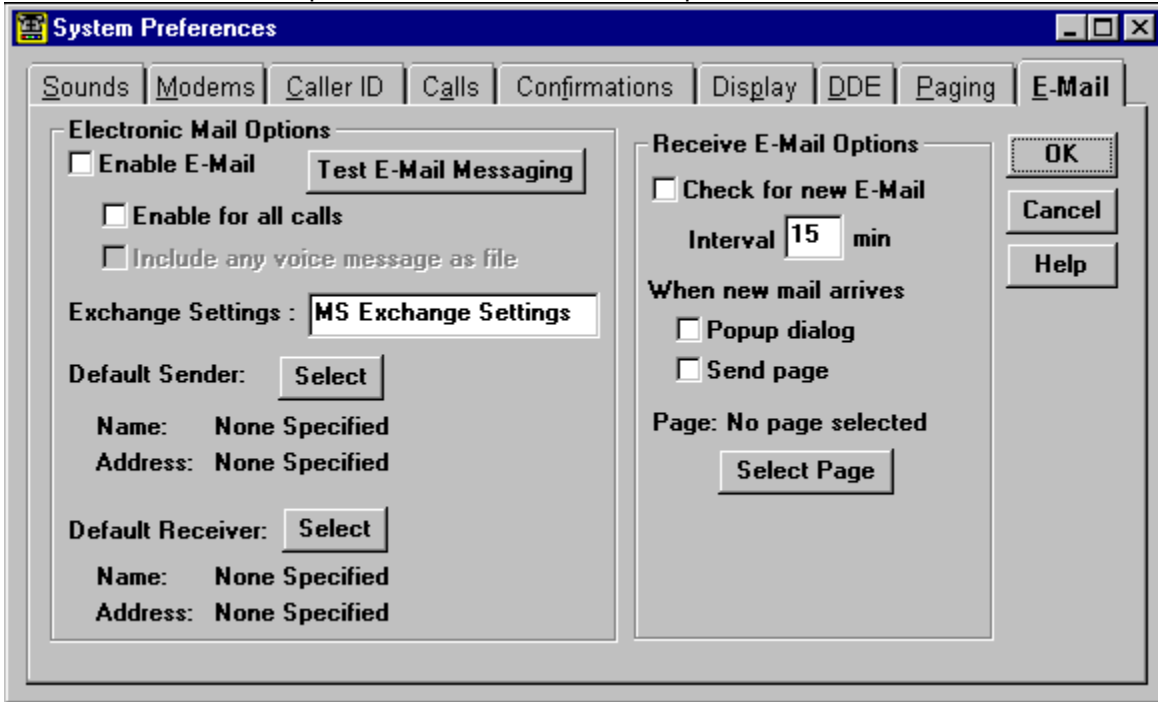 System Preferences
Sounds Modems Caller ID Calls Confirmations Display DDE Paging E-Mail
Electronic Mail Options
Enable E-Mail Test E-Mail Messaging
Enable for all calls
Include any voice message as file
Exchange Settings : MS Exchange Settings
Default Sender: Select
Name: None Specified
Address: None Specified
Default Receiver: Select
Name: None Specified
Address: None Specified
Receive E-Mail Options
Check for new E-Mail
Interval 15 min
When new mail arrives
Popup dialog
Send page
Page: No page selected
Select Page
OK
Cancel
Help